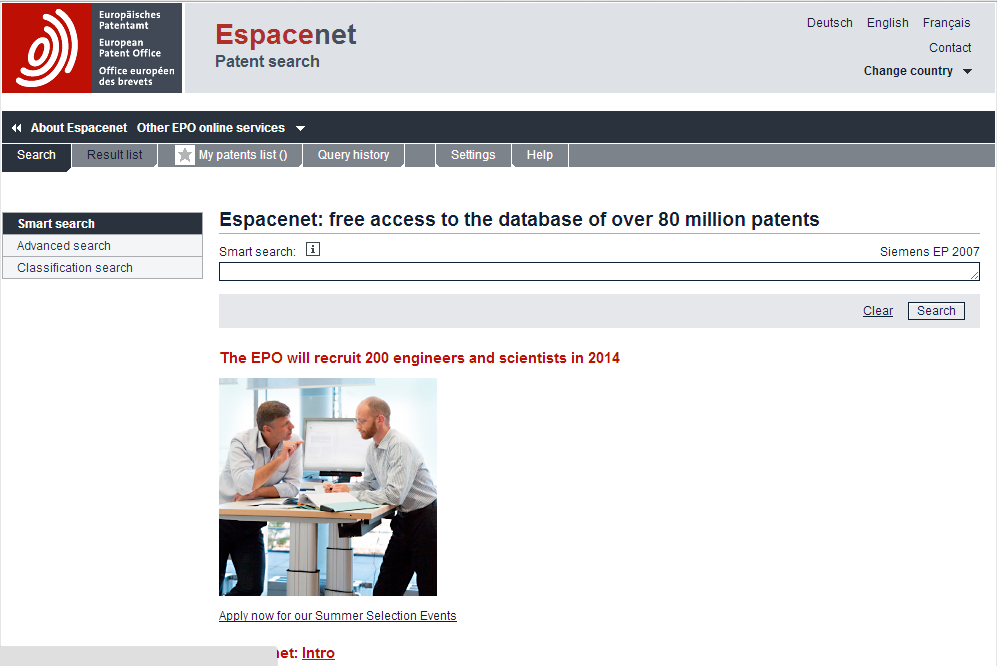 Europäisches
Patentamt
European
Patent Office
Office européen
des brevets
Espacenet
Patent search
Deutsch English Français
Contact
Change country
About Espacenet Other EPO online services
Search Result list My patents list () Query history Settings Help
Smart search
Advanced search
Classification search
Espacenet: free access to the database of over 80 million patents
Smart search: i Siemens EP 2007
Clear Search
The EPO will recruit 200 engineers and scientists in 2014
Apply now for our Summer Selection Events
net: Intro